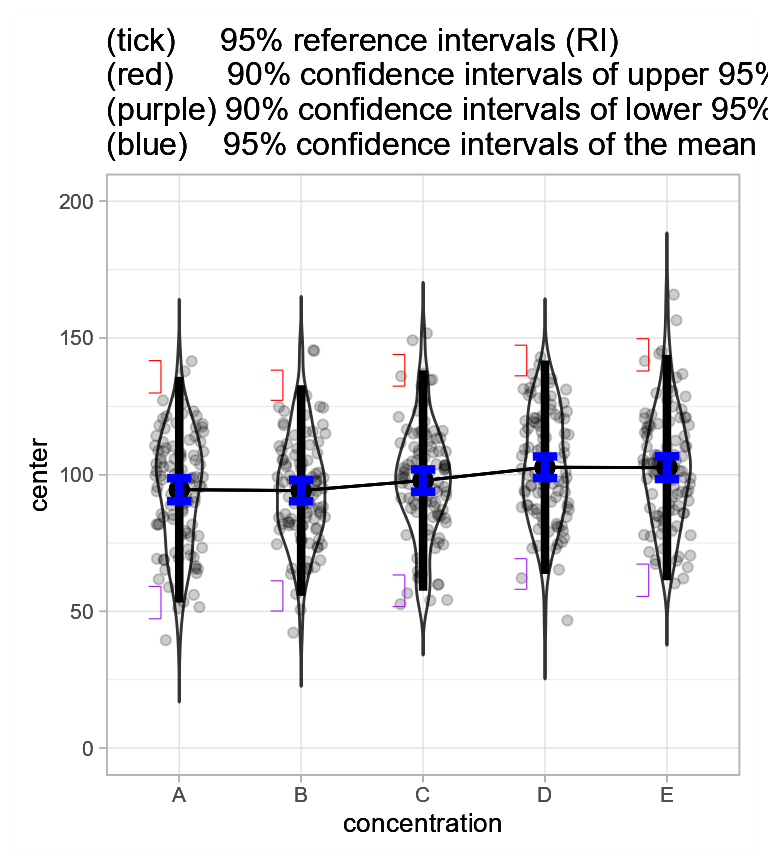 (tick) 95% reference intervals (RI)
(red) 90% confidence intervals of upper 95%
(purple) 90% confidence intervals of lower 95%
(blue) 95% confidence intervals of the mean
200
150
100
50
0
center
A B C D E
concentration